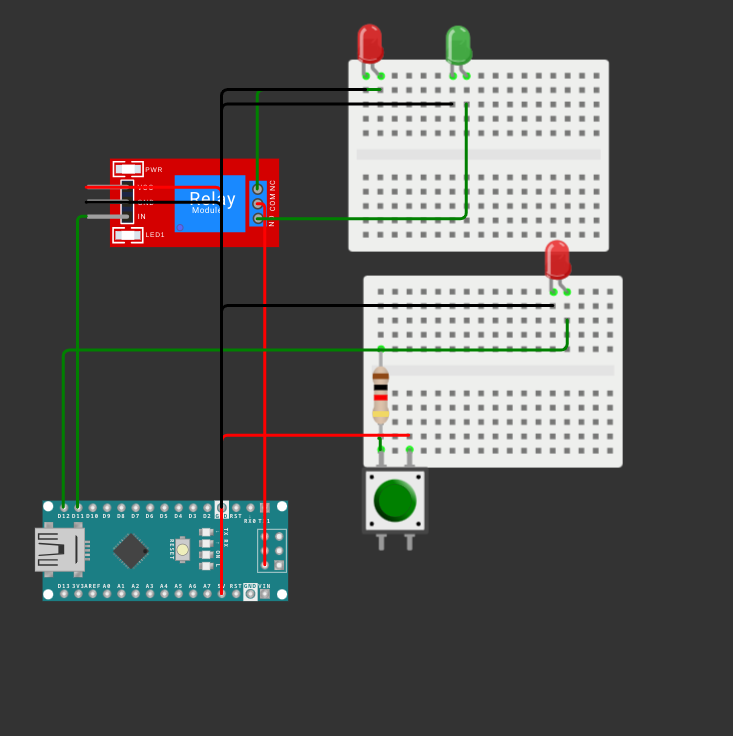 PWR
VCC
GND
IN
LED1
Relay
Module
NO COM NC
D12 D11 D10 D9 D8 D7 D6 D5 D4 D3 D2 GND RST
RX0 TX1
RESET
TX RX
ON L
D13 3V3 AREF A0 A1 A2 A3 A4 A5 A6 A7 5V RST GND VIN